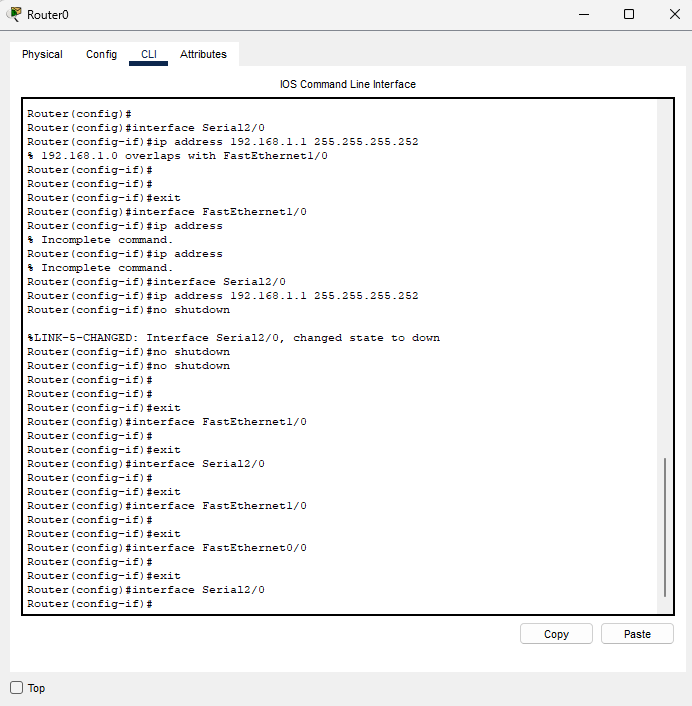 Router0
Physical Config CLI Attributes
IOS Command Line Interface
Router(config)#
Router(config)#interface Serial2/0
Router(config-if)#ip address 192.168.1.1 255.255.255.252
% 192.168.1.0 overlaps with FastEthernet1/0
Router(config-if)#
Router(config-if)#
Router(config-if)#exit
Router(config)#interface FastEthernet1/0
Router(config-if)#ip address
% Incomplete command.
Router(config-if)#ip address
% Incomplete command.
Router(config-if)#interface Serial2/0
Router(config-if)#ip address 192.168.1.1 255.255.255.252
Router(config-if)#no shutdown

%LINK-5-CHANGED: Interface Serial2/0, changed state to down
Router(config-if)#no shutdown
Router(config-if)#no shutdown
Router(config-if)#
Router(config-if)#
Router(config-if)#exit
Router(config)#interface FastEthernet1/0
Router(config-if)#
Router(config-if)#exit
Router(config)#interface Serial2/0
Router(config-if)#
Router(config-if)#exit
Router(config)#interface FastEthernet1/0
Router(config-if)#
Router(config-if)#exit
Router(config)#interface FastEthernet0/0
Router(config-if)#
Router(config-if)#exit
Router(config)#interface Serial2/0
Router(config-if)#
Copy Paste
Top